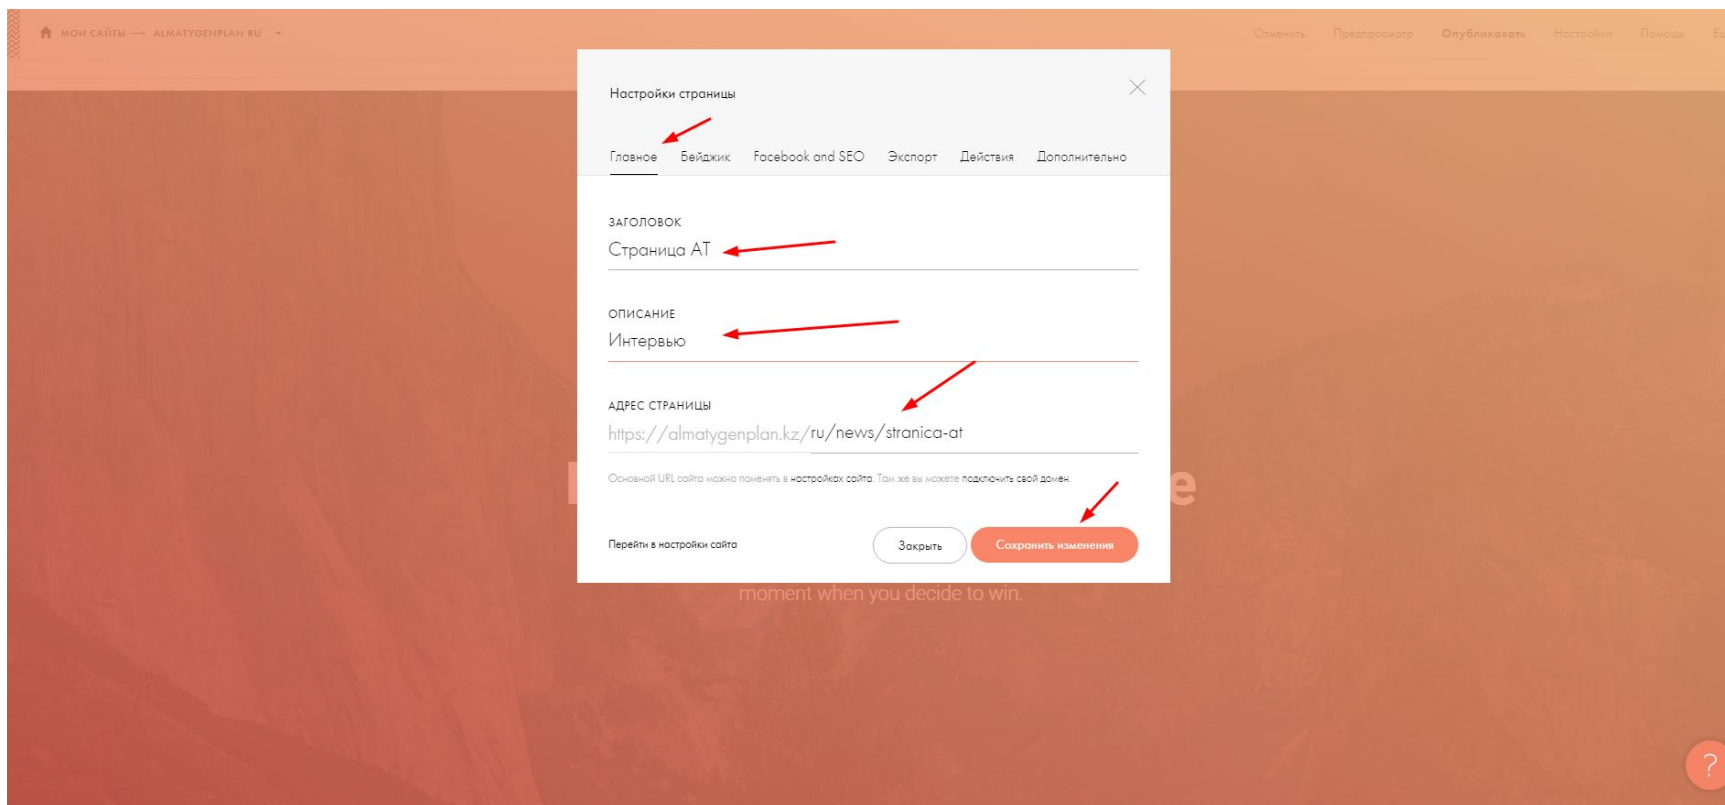 МОИ САЙТЫ — ALMATYGENPLAN RU
Отменить Предпросмотр Опубликовать Настройки Помощь
Настройки страницы
Главное Бейджик Facebook and SEO Экспорт Действия Дополнительно
ЗАГОЛОВОК
Страница АТ
ОПИСАНИЕ
Интервью
АДРЕС СТРАНИЦЫ
https://almatygenplan.kz/ru/news/stranica-at
Основной URL сайта можно поменять в настройках сайта. Там же вы можете подключить свой домен.
Перейти в настройки сайта Закрыть Сохранить изменения
moment when you decide to win.
?